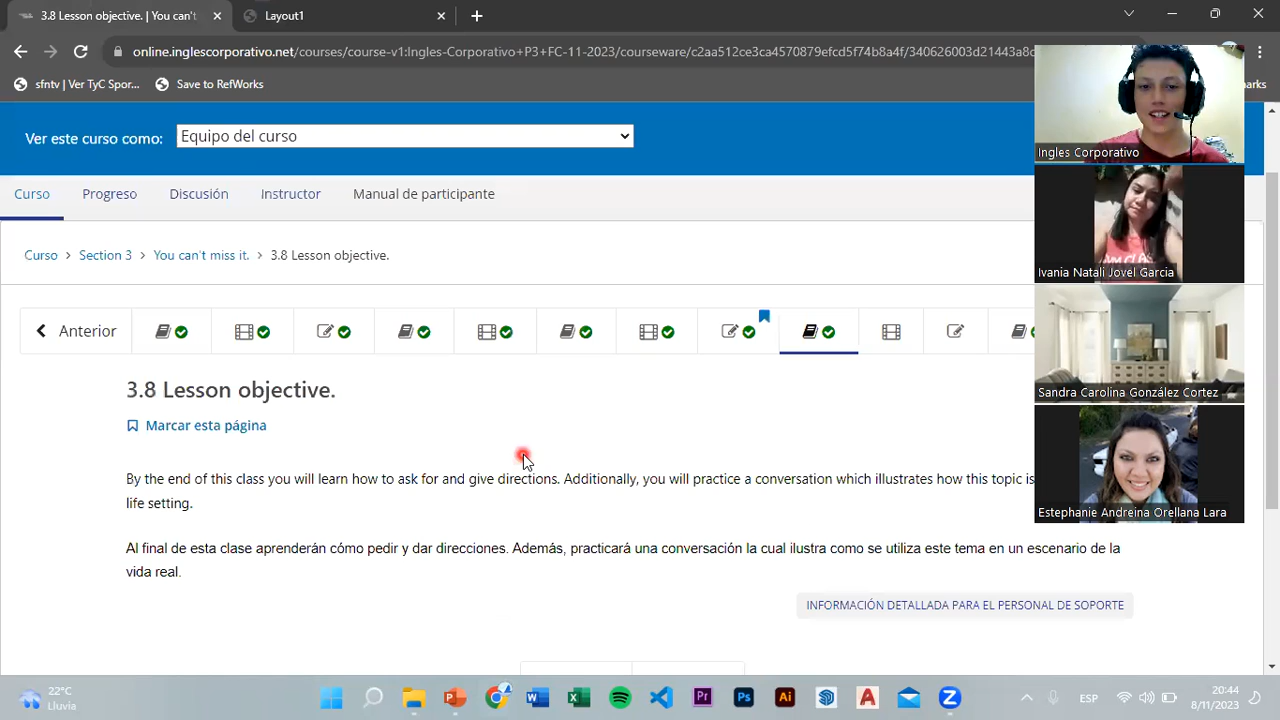 3.8 Lesson objective. | You can't
Layout1
online.inglescorporativo.net/courses/course-v1:Ingles-Corporativo+P3+FC-11-2023/courseware/c2aa512ce3ca4570879efcd5f74b8a4f/340626003d21443a8c
sfntv | Ver TyC Spor...
Save to RefWorks
Ver este curso como:
Equipo del curso
Ingles Corporativo
Curso
Progreso
Discusión
Instructor
Manual de participante
Curso > Section 3 > You can't miss it. > 3.8 Lesson objective.
Ivania Natali Jovel Garcia
Anterior
3.8 Lesson objective.
Sandra Carolina González Cortez
Marcar esta página
By the end of this class you will learn how to ask for and give directions. Additionally, you will practice a conversation which illustrates how this topic is
life setting.
Estephanie Andreina Orellana Lara
Al final de esta clase aprenderán cómo pedir y dar direcciones. Además, practicará una conversación la cual ilustra como se utiliza este tema en un escenario de la
vida real.
INFORMACIÓN DETALLADA PARA EL PERSONAL DE SOPORTE
22°C
Lluvia
ESP
20:44
8/11/2023